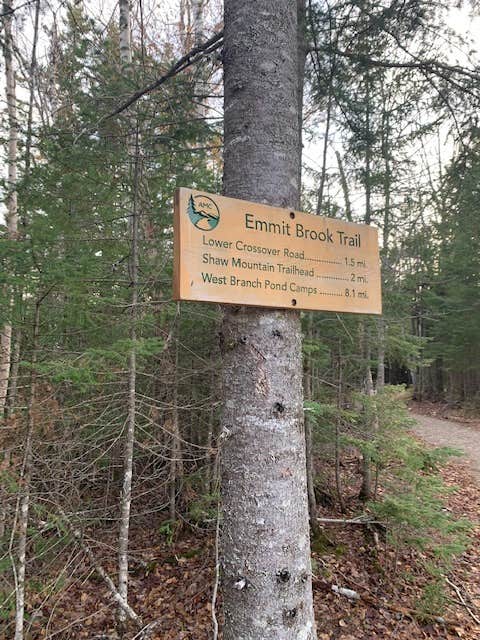 AMC
Emmit Brook Trail
Lower Crossover Road............ 1.5 mi.
Shaw Mountain Trailhead.......... 2 mi.
West Branch Pond Camps.......... 8.1 mi.